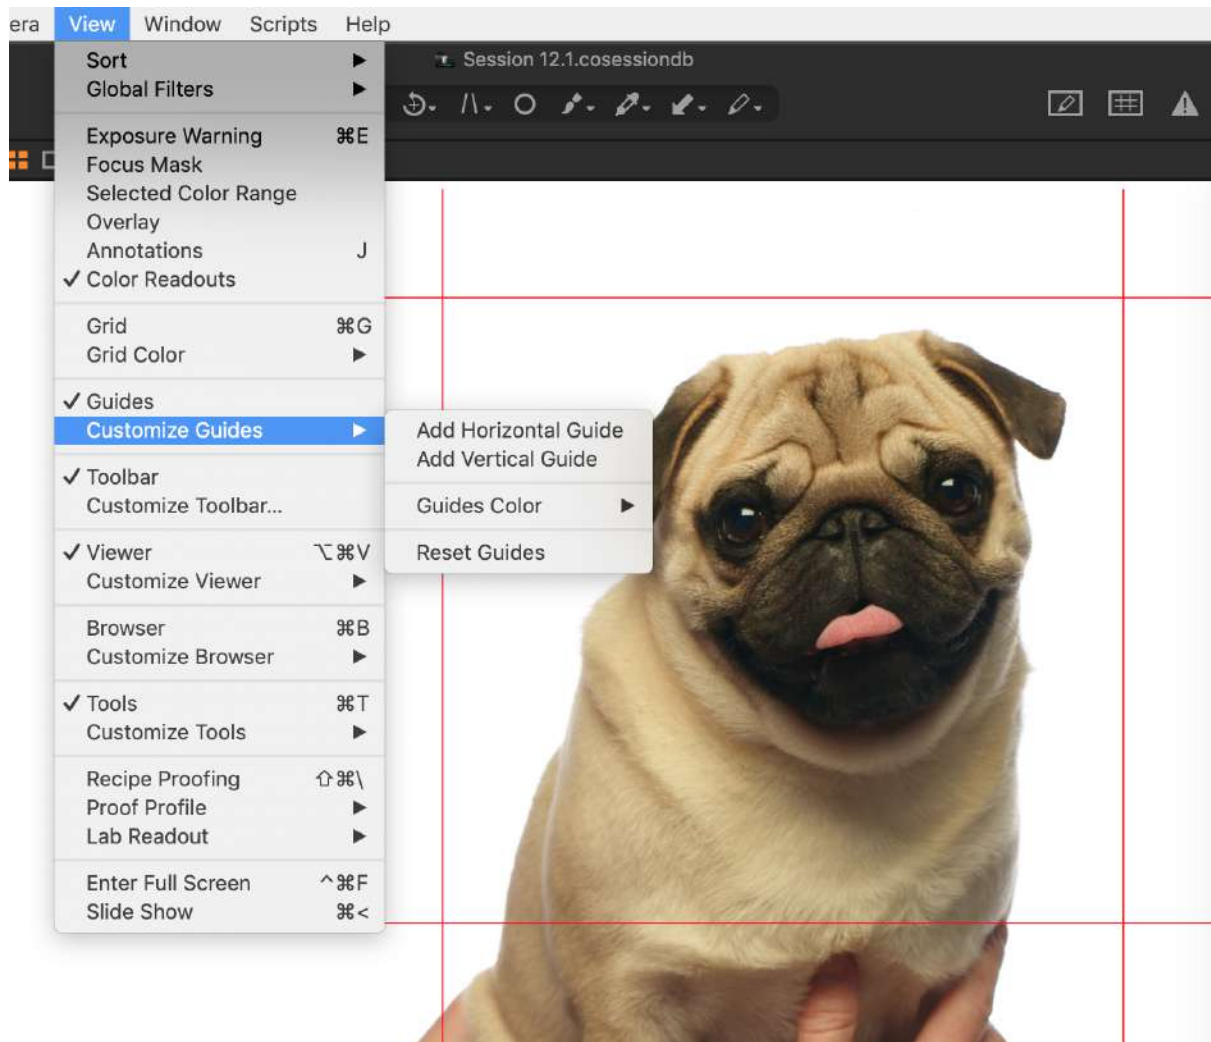 era View Window Scripts Help
Session 12.1.cosessiondb
Sort
Global Filters
Exposure Warning ⌘E
Focus Mask
Selected Color Range
Overlay
Annotations J
✓ Color Readouts
Grid ⌘G
Grid Color
✓ Guides
Customize Guides
Add Horizontal Guide
Add Vertical Guide
Guides Color
Reset Guides
✓ Toolbar
Customize Toolbar...
✓ Viewer ⌥⌘V
Customize Viewer
Browser ⌘B
Customize Browser
✓ Tools ⌘T
Customize Tools
Recipe Proofing ⇧⌘\
Proof Profile
Lab Readout
Enter Full Screen ^⌘F
Slide Show ⌘<